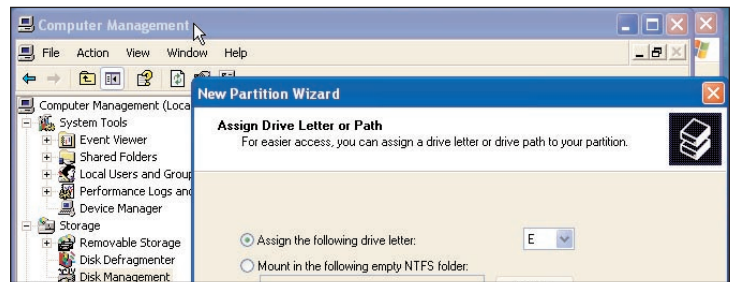 Computer Management
File Action View Window Help
Computer Management (Loca
New Partition Wizard
System Tools
Event Viewer
Shared Folders
Local Users and Group
Performance Logs and
Device Manager
Storage
Removable Storage
Disk Defragmenter
Disk Management
Assign Drive Letter or Path
For easier access, you can assign a drive letter or drive path to your partition.
Assign the following drive letter: E
Mount in the following empty NTFS folder: